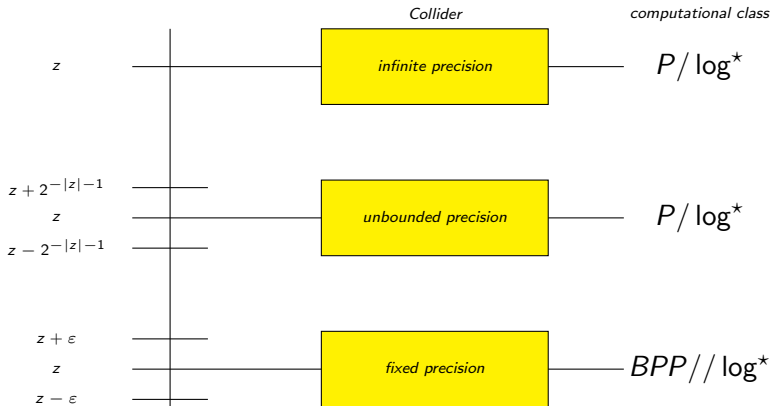 Collider computational class
z infinite precision P/ log⋆
z + 2^{−|z|−1}
z unbounded precision P/ log⋆
z − 2^{−|z|−1}
z + ε
z fixed precision BPP// log⋆
z − ε